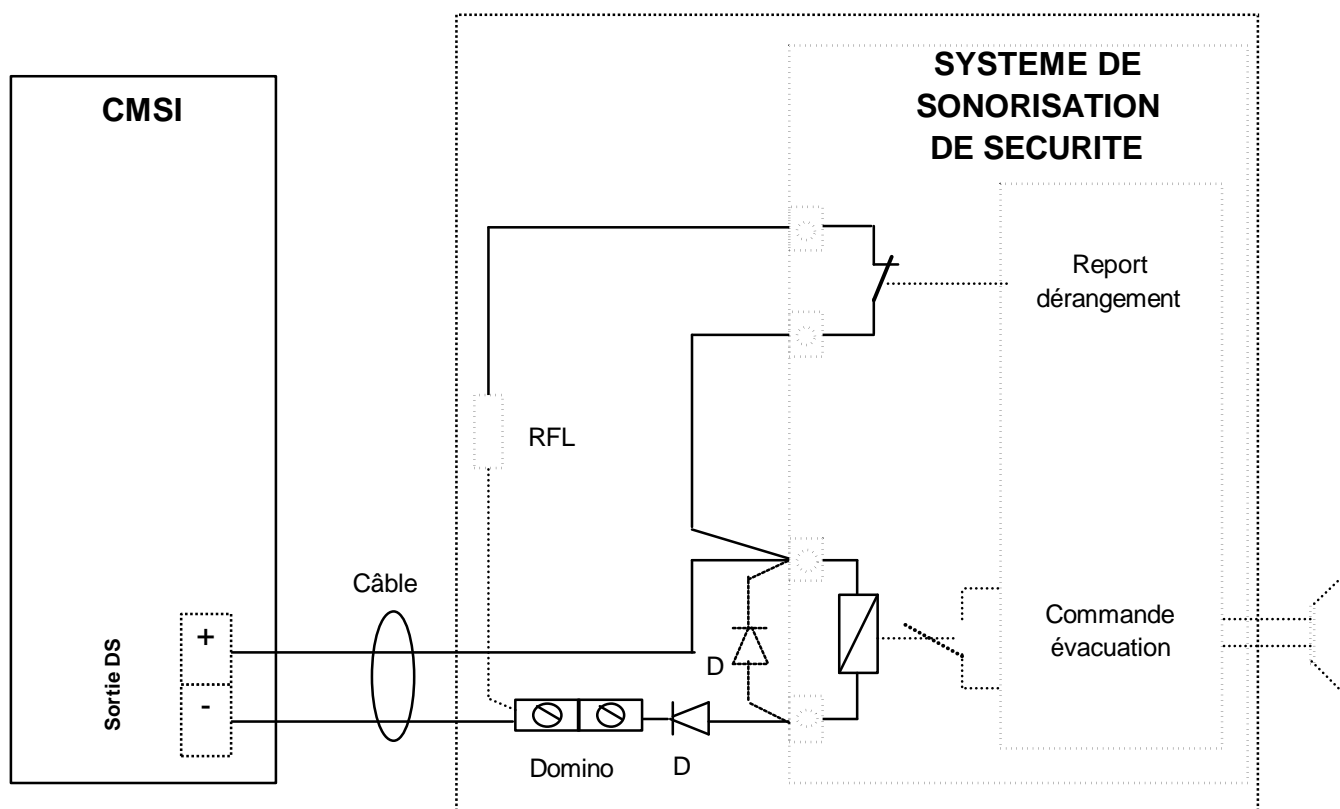 SYSTEME DE
SONORISATION
DE SECURITE
CMSI
Report
dérangement
RFL
Câble
Commande
évacuation
Sortie DS
+
-
D
Domino
D